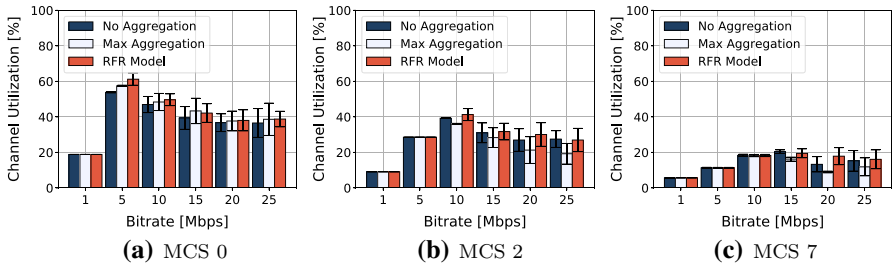 Channel Utilization [%]
100
80
60
40
20
0
No Aggregation
Max Aggregation
RFR Model
1 5 10 15 20 25
Bitrate [Mbps]
(a) MCS 0
Channel Utilization [%]
100
80
60
40
20
0
No Aggregation
Max Aggregation
RFR Model
1 5 10 15 20 25
Bitrate [Mbps]
(b) MCS 2
Channel Utilization [%]
100
80
60
40
20
0
No Aggregation
Max Aggregation
RFR Model
1 5 10 15 20 25
Bitrate [Mbps]
(c) MCS 7